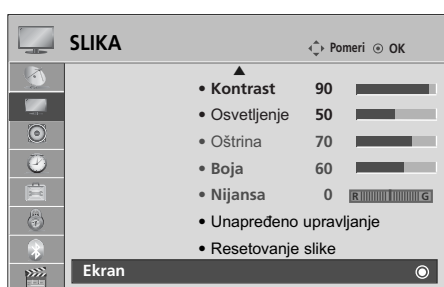 SLIKA Pomeri OK
• Kontrast 90
• Osvetljenje 50
• Oštrina 70
• Boja 60
• Nijansa 0 R G
• Unapređeno upravljanje
• Resetovanje slike
Ekran